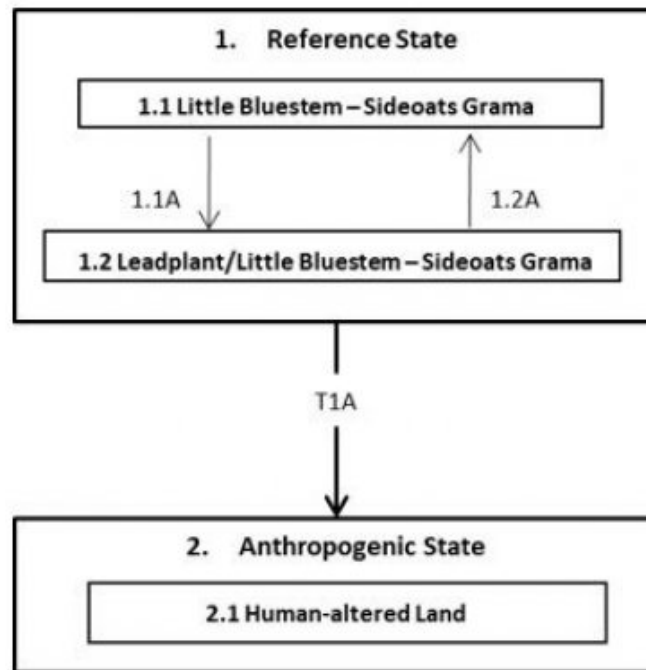 1. Reference State
1.1 Little Bluestem – Sideoats Grama
1.1A
1.2A
1.2 Leadplant/Little Bluestem – Sideoats Grama
T1A
2. Anthropogenic State
2.1 Human-altered Land